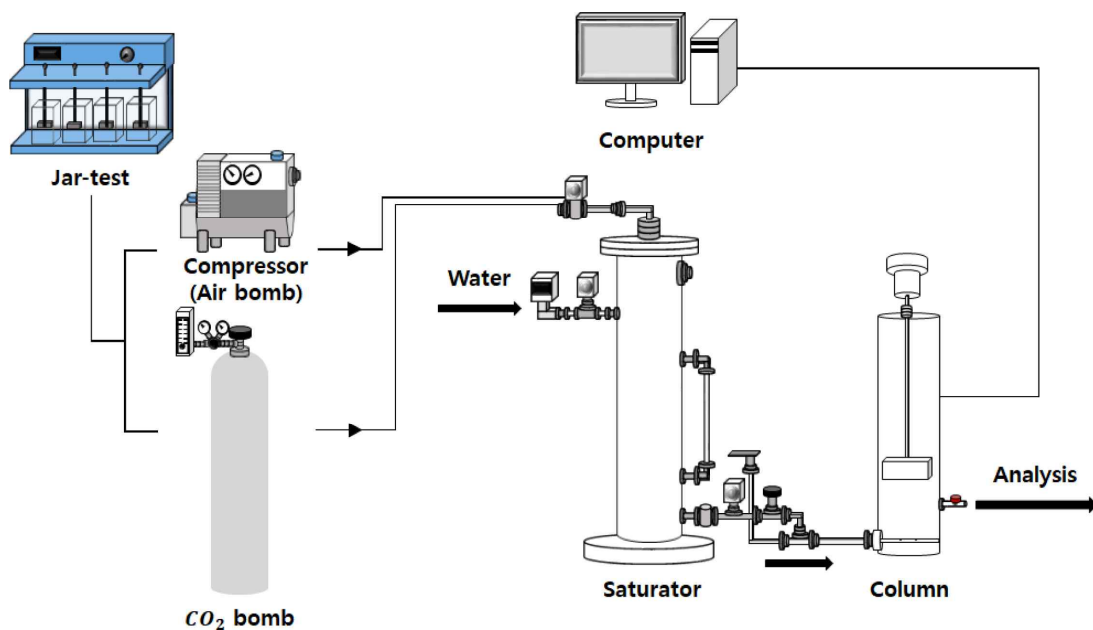 Jar-test
Compressor
(Air bomb)
CO₂ bomb
Computer
Water
Saturator
Column
Analysis